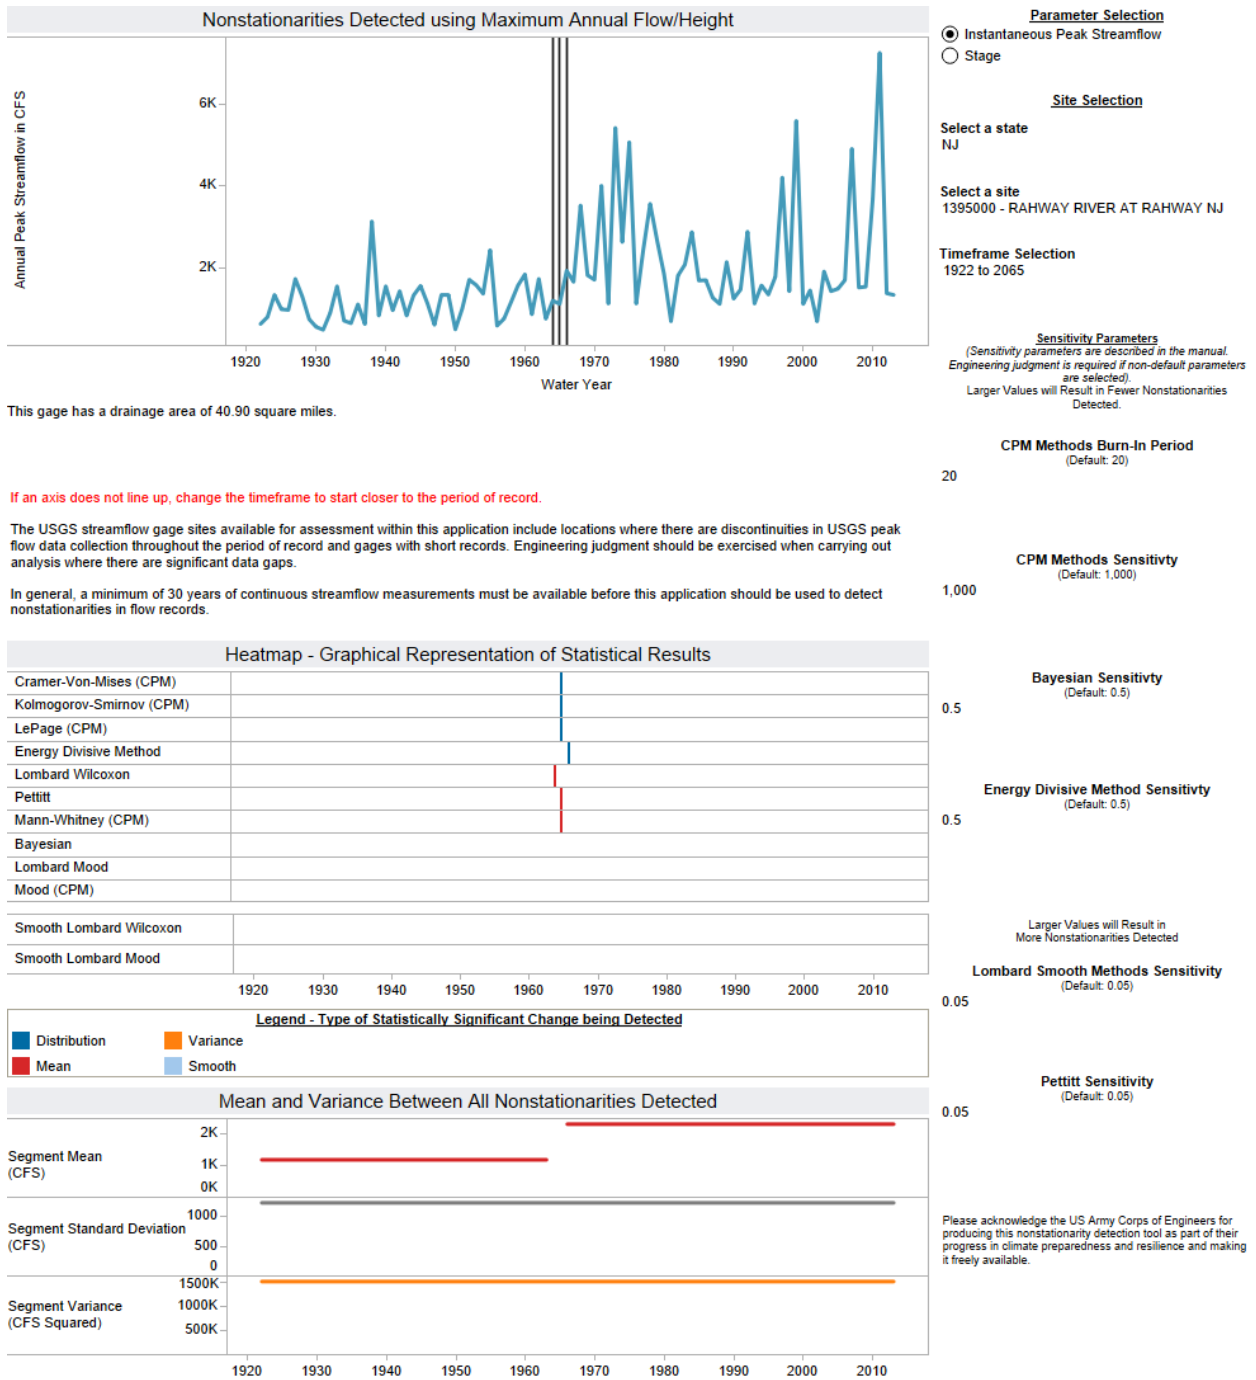 Nonstationarities Detected using Maximum Annual Flow/Height
Annual Peak Streamflow in CFS
6K
4K
2K
1920 1930 1940 1950 1960 1970 1980 1990 2000 2010
Water Year
This gage has a drainage area of 40.90 square miles.
If an axis does not line up, change the timeframe to start closer to the period of record.
The USGS streamflow gage sites available for assessment within this application include locations where there are discontinuities in USGS peak
flow data collection throughout the period of record and gages with short records. Engineering judgment should be exercised when carrying out
analysis where there are significant data gaps.
In general, a minimum of 30 years of continuous streamflow measurements must be available before this application should be used to detect
nonstationarities in flow records.
Heatmap - Graphical Representation of Statistical Results
Cramer-Von-Mises (CPM)
Kolmogorov-Smirnov (CPM)
LePage (CPM)
Energy Divisive Method
Lombard Wilcoxon
Pettitt
Mann-Whitney (CPM)
Bayesian
Lombard Mood
Mood (CPM)
Smooth Lombard Wilcoxon
Smooth Lombard Mood
1920 1930 1940 1950 1960 1970 1980 1990 2000 2010
Legend - Type of Statistically Significant Change being Detected
Distribution Variance
Mean Smooth
Mean and Variance Between All Nonstationarities Detected
Segment Mean
(CFS)
2K
1K
0K
Segment Standard Deviation
(CFS)
1000
500
0
Segment Variance
(CFS Squared)
1500K
1000K
500K
1920 1930 1940 1950 1960 1970 1980 1990 2000 2010
Parameter Selection
Instantaneous Peak Streamflow
Stage
Site Selection
Select a state
NJ
Select a site
1395000 - RAHWAY RIVER AT RAHWAY NJ
Timeframe Selection
1922 to 2065
Sensitivity Parameters
(Sensitivity parameters are described in the manual.
Engineering judgment is required if non-default parameters
are selected).
Larger Values will Result in Fewer Nonstationarities
Detected.
CPM Methods Burn-In Period
(Default: 20)
20
CPM Methods Sensitivty
(Default: 1,000)
1,000
Bayesian Sensitivty
(Default: 0.5)
0.5
Energy Divisive Method Sensitivty
(Default: 0.5)
0.5
Larger Values will Result in
More Nonstationarities Detected
Lombard Smooth Methods Sensitivity
(Default: 0.05)
0.05
Pettitt Sensitivity
(Default: 0.05)
0.05
Please acknowledge the US Army Corps of Engineers for
producing this nonstationarity detection tool as part of their
progress in climate preparedness and resilience and making
it freely available.